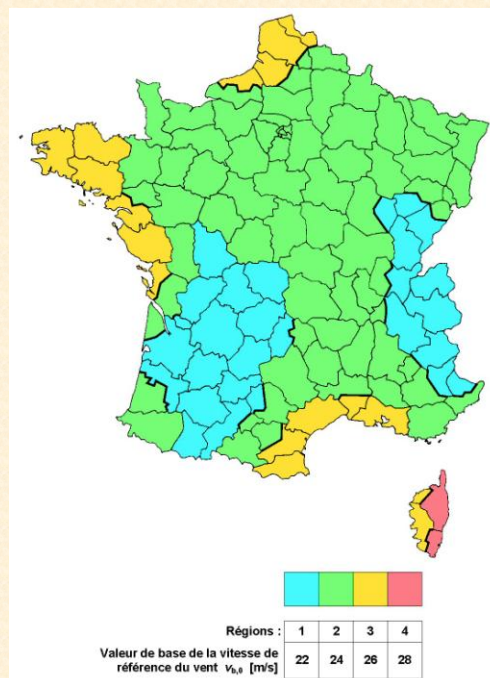 Régions : 1 2 3 4
Valeur de base de la vitesse de
référence du vent vb,0 [m/s] 22 24 26 28